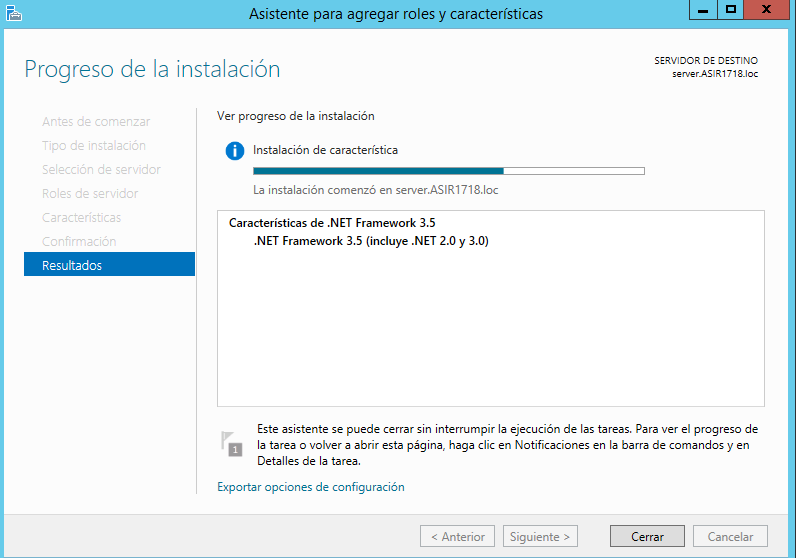 Asistente para agregar roles y características
Progreso de la instalación
SERVIDOR DE DESTINO
server.ASIR1718.loc
Antes de comenzar
Tipo de instalación
Selección de servidor
Roles de servidor
Características
Confirmación
Resultados
Ver progreso de la instalación
Instalación de característica
La instalación comenzó en server.ASIR1718.loc
Características de .NET Framework 3.5
.NET Framework 3.5 (incluye .NET 2.0 y 3.0)
1
Este asistente se puede cerrar sin interrumpir la ejecución de las tareas. Para ver el progreso de
la tarea o volver a abrir esta página, haga clic en Notificaciones en la barra de comandos y en
Detalles de la tarea.
Exportar opciones de configuración
< Anterior
Siguiente >
Cerrar
Cancelar